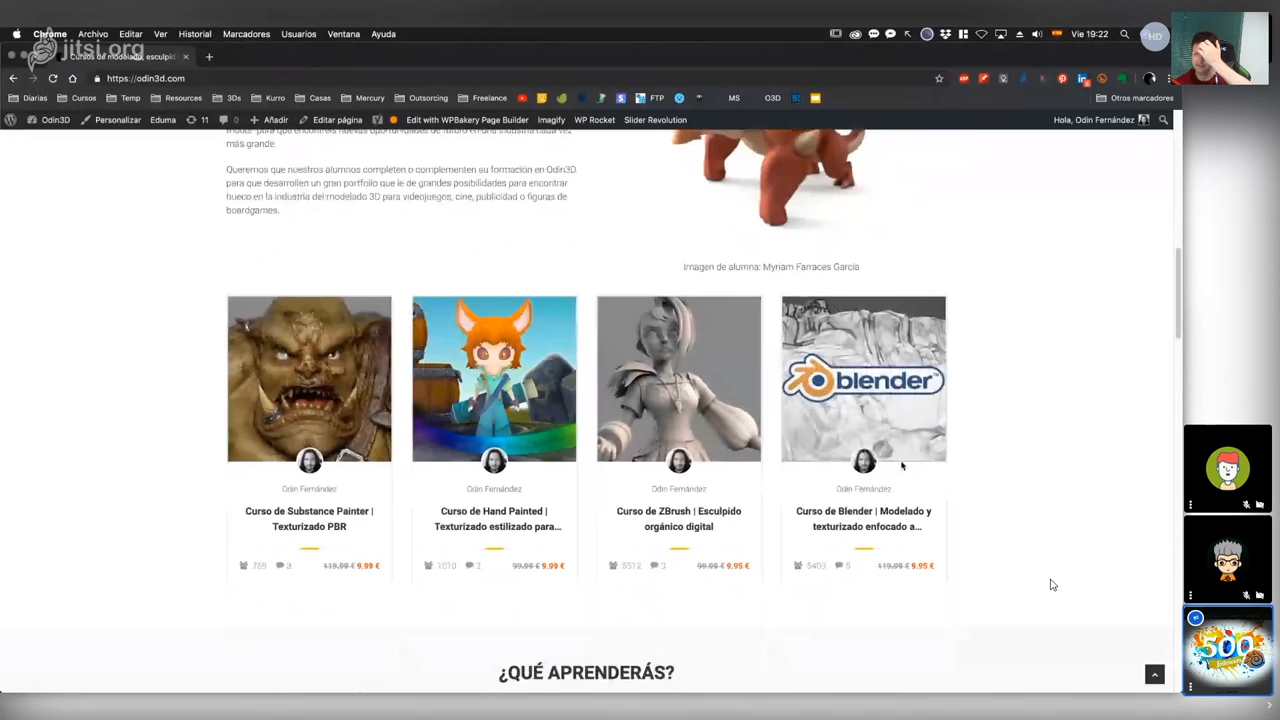 Chrome Archivo Editar Ver Historial Marcadores Usuarios Ventana Ayuda
Vie 19:22
HD
jitsi.org
Cursos de modelado, esculpid
https://odin3d.com
Diarias Cursos Temp Resources 3Ds Kurro Casas Mercury Outsorcing Freelance FTP MS O3D
Otros marcadores
Odin3D Personalizar Eduma 11 0 Añadir Editar página Edit with WPBakery Page Builder Imagify WP Rocket Slider Revolution
Hola, Odin Fernández
más grande.
Queremos que nuestros alumnos completen o complementen su formación en Odin3D
para que desarrollen un gran portfolio que le de grandes posibilidades para encontrar
hueco en la industria del modelado 3D para videojuegos, cine, publicidad o figuras de
boardgames.
Imagen de alumna: Myriam Farraces García
blender
Odin Fernández
Curso de Substance Painter |
Texturizado PBR
769 3 119.99 € 9.99 €
Odin Fernández
Curso de Hand Painted |
Texturizado estilizado para...
1010 2 99.99 € 9.99 €
Odin Fernández
Curso de ZBrush | Esculpido
orgánico digital
5512 3 99.99 € 9.95 €
Odin Fernández
Curso de Blender | Modelado y
texturizado enfocado a...
5403 5 119.99 € 9.95 €
¿QUÉ APRENDERÁS?
500
followers